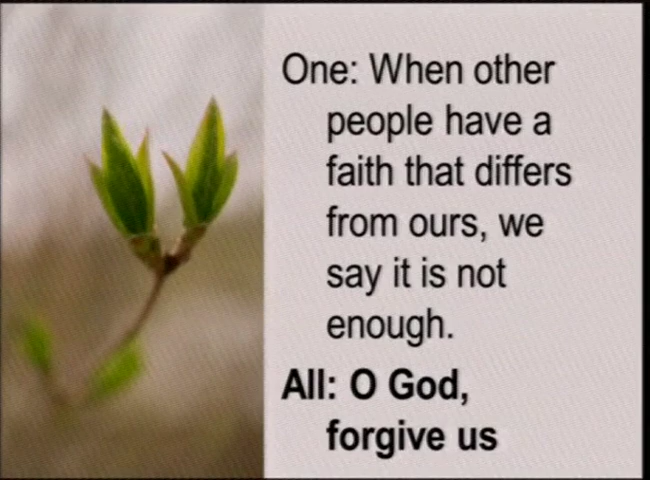 One: When other
people have a
faith that differs
from ours, we
say it is not
enough.
All: O God,
forgive us